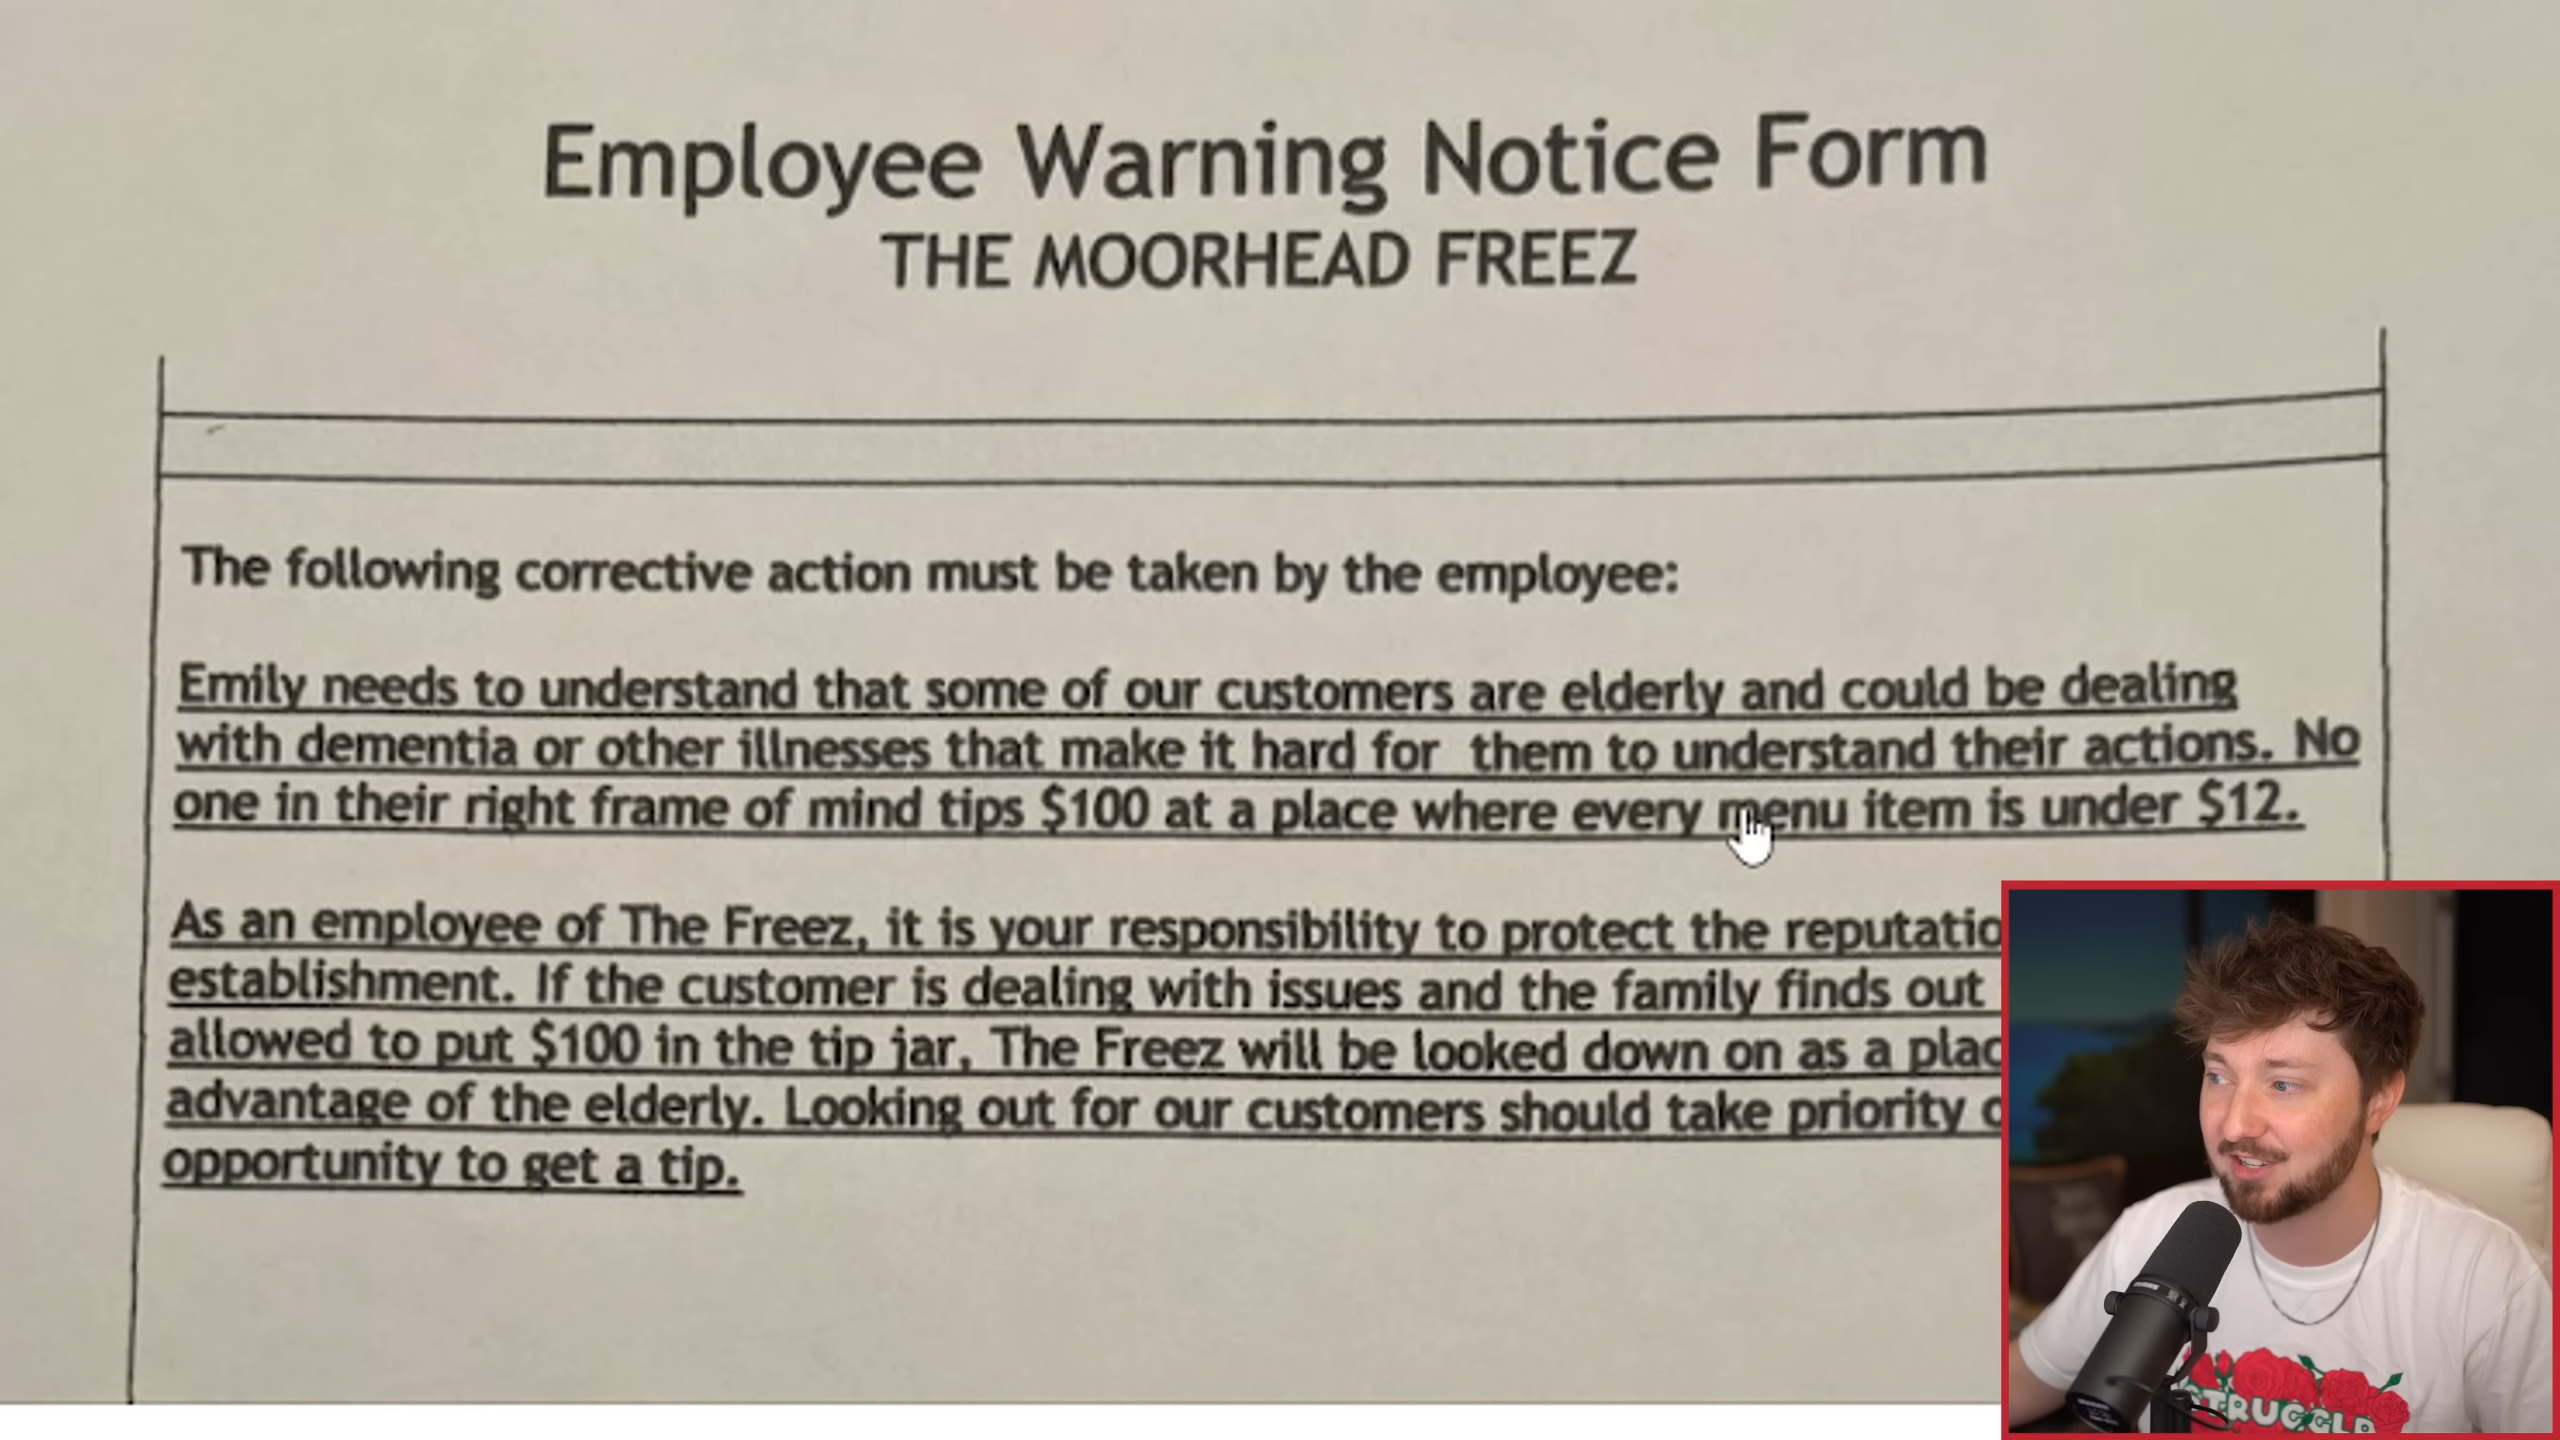 Employee Warning Notice Form
THE MOORHEAD FREEZ
The following corrective action must be taken by the employee:
Emily needs to understand that some of our customers are elderly and could be dealing
with dementia or other illnesses that make it hard for them to understand their actions. No
one in their right frame of mind tips $100 at a place where every menu item is under $12.
As an employee of The Freez, it is your responsibility to protect the reputatio
establishment. If the customer is dealing with issues and the family finds out
allowed to put $100 in the tip jar, The Freez will be looked down on as a plac
advantage of the elderly. Looking out for our customers should take priority
opportunity to get a tip.
STRUGGLE